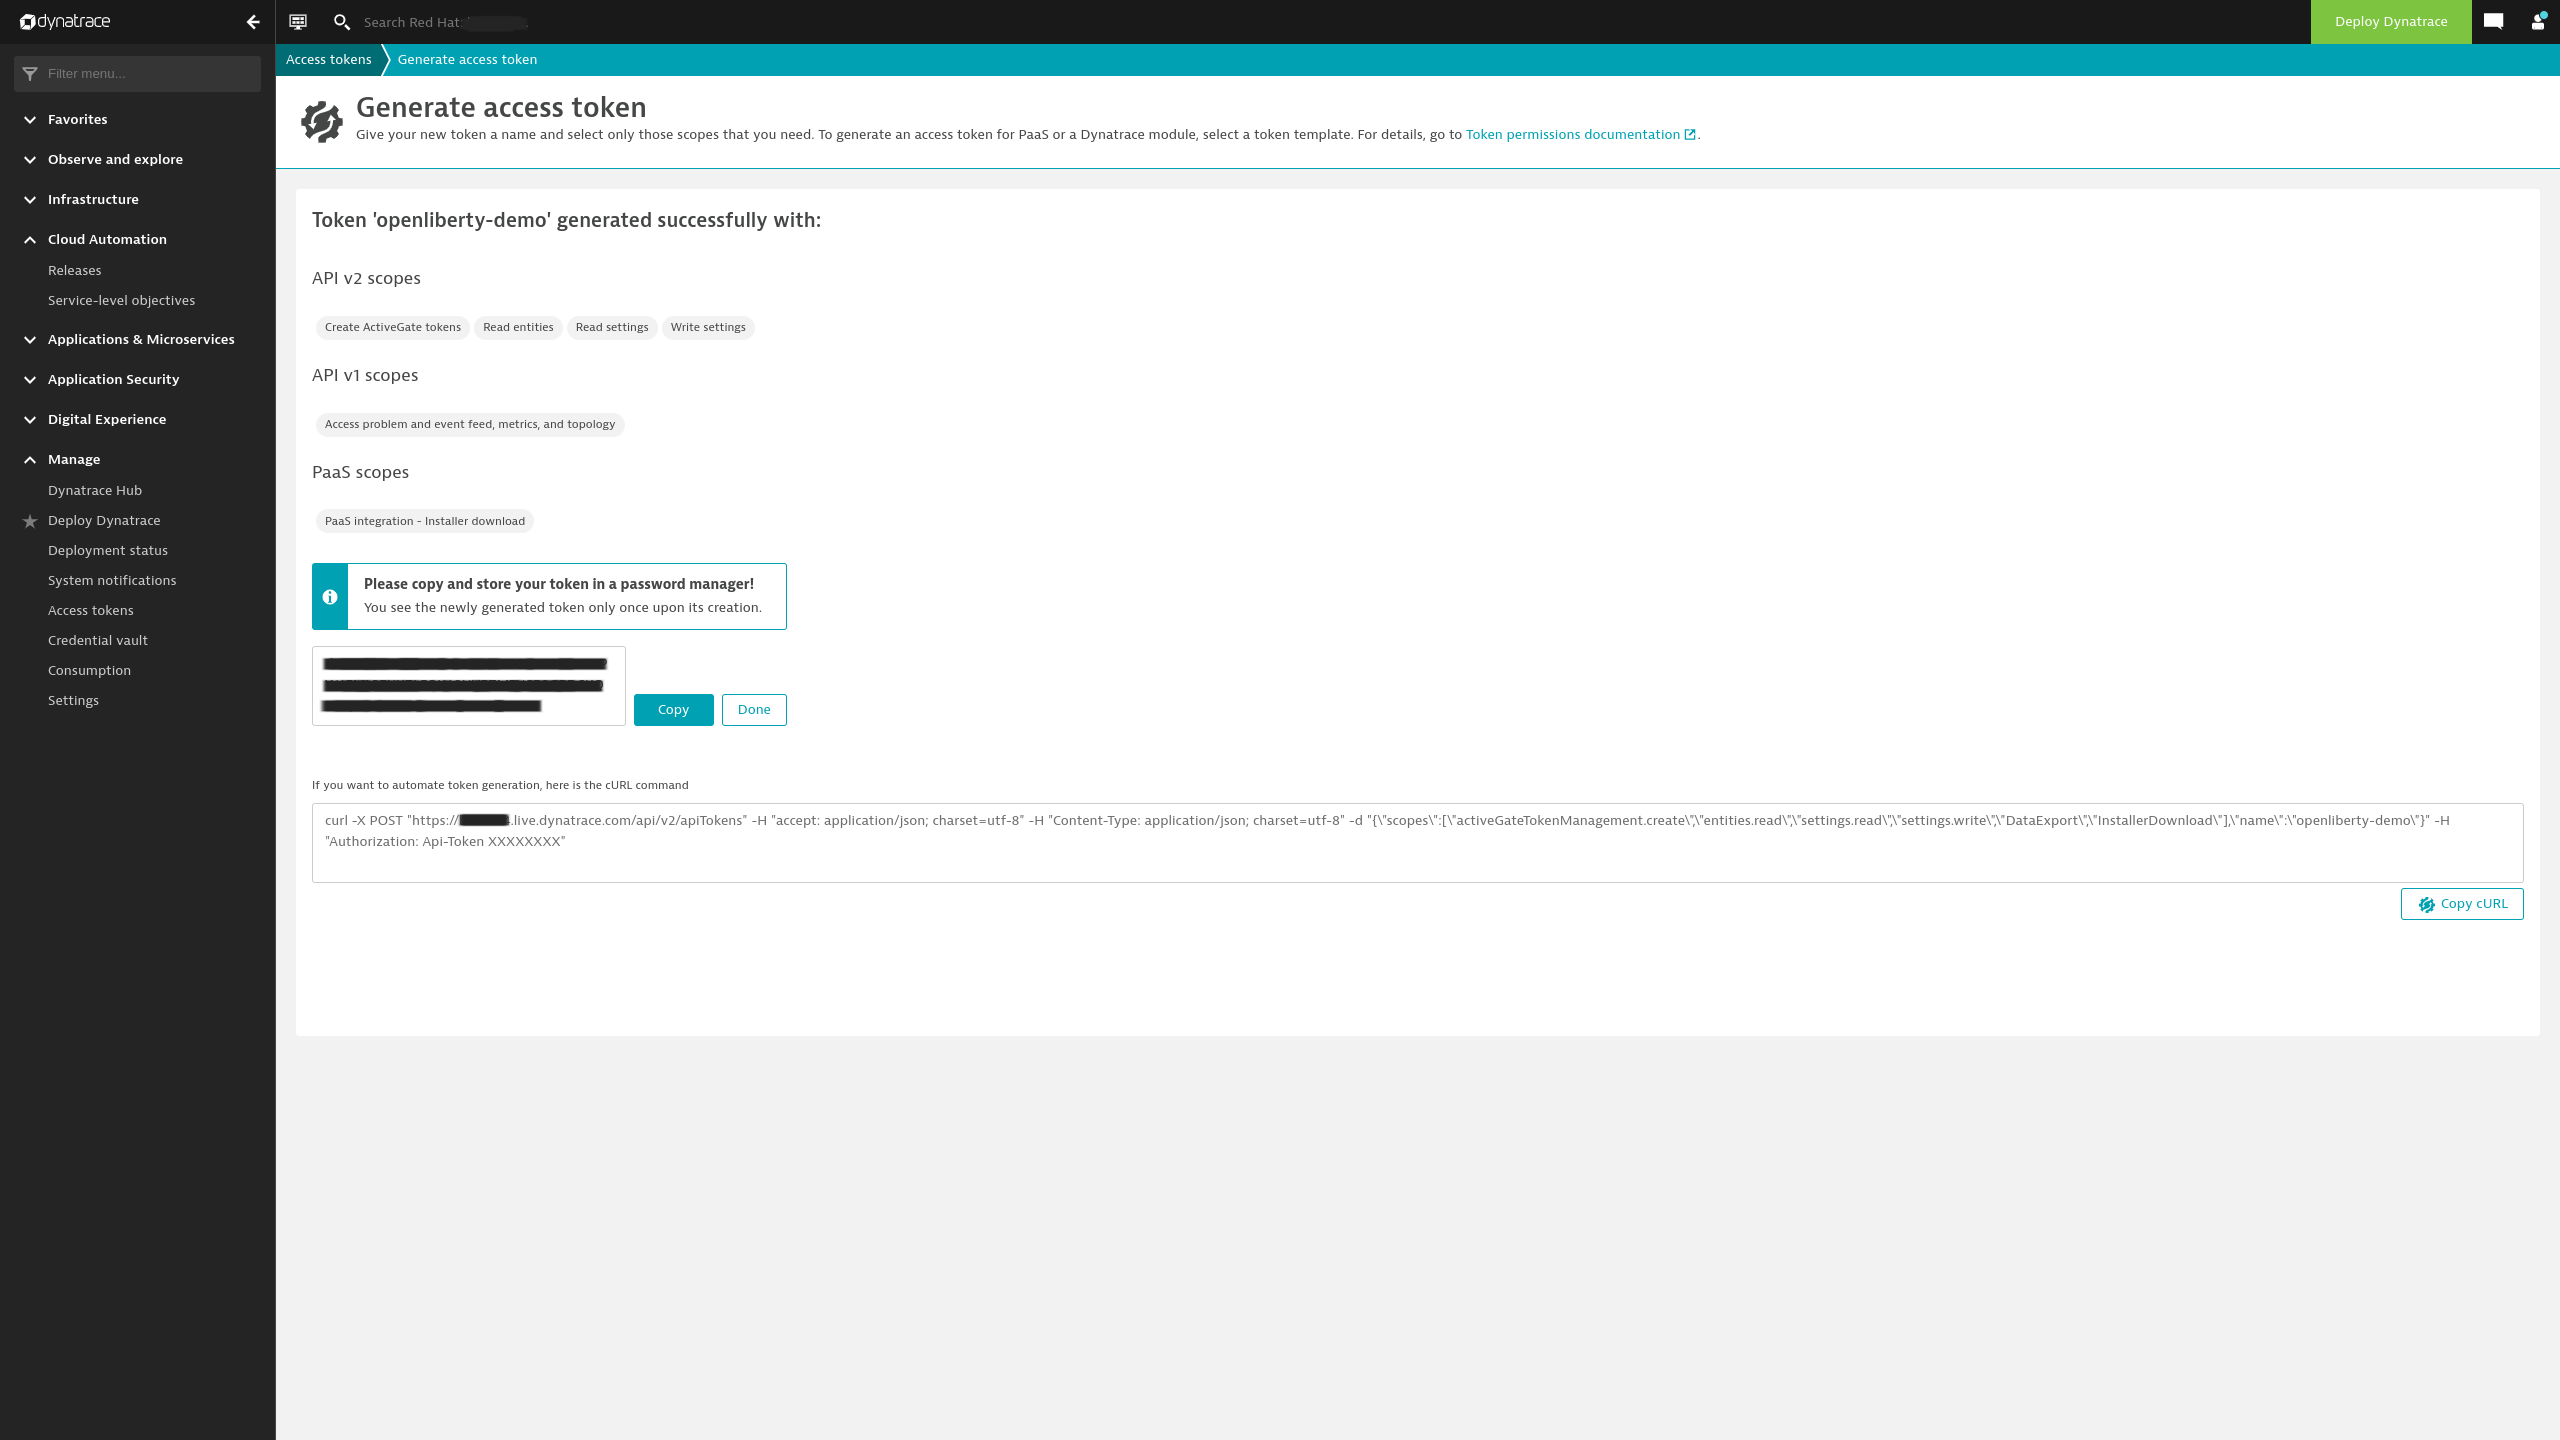 dynatrace
Search Red Hat:
Deploy Dynatrace
Filter menu...
Favorites
Observe and explore
Infrastructure
Cloud Automation
Releases
Service-level objectives
Applications & Microservices
Application Security
Digital Experience
Manage
Dynatrace Hub
Deploy Dynatrace
Deployment status
System notifications
Access tokens
Credential vault
Consumption
Settings
Access tokens
Generate access token
Generate access token
Give your new token a name and select only those scopes that you need. To generate an access token for PaaS or a Dynatrace module, select a token template. For details, go to Token permissions documentation.
Token 'openliberty-demo' generated successfully with:
API v2 scopes
Create ActiveGate tokens
Read entities
Read settings
Write settings
API v1 scopes
Access problem and event feed, metrics, and topology
PaaS scopes
PaaS integration - Installer download
Please copy and store your token in a password manager!
You see the newly generated token only once upon its creation.
Copy
Done
If you want to automate token generation, here is the cURL command
curl -X POST "https://.live.dynatrace.com/api/v2/apiTokens" -H "accept: application/json; charset=utf-8" -H "Content-Type: application/json; charset=utf-8" -d "{\"scopes\":[\"activeGateTokenManagement.create\",\"entities.read\",\"settings.read\",\"settings.write\",\"DataExport\",\"InstallerDownload\"],\"name\":\"openliberty-demo\"}" -H
"Authorization: Api-Token XXXXXXXX"
Copy cURL